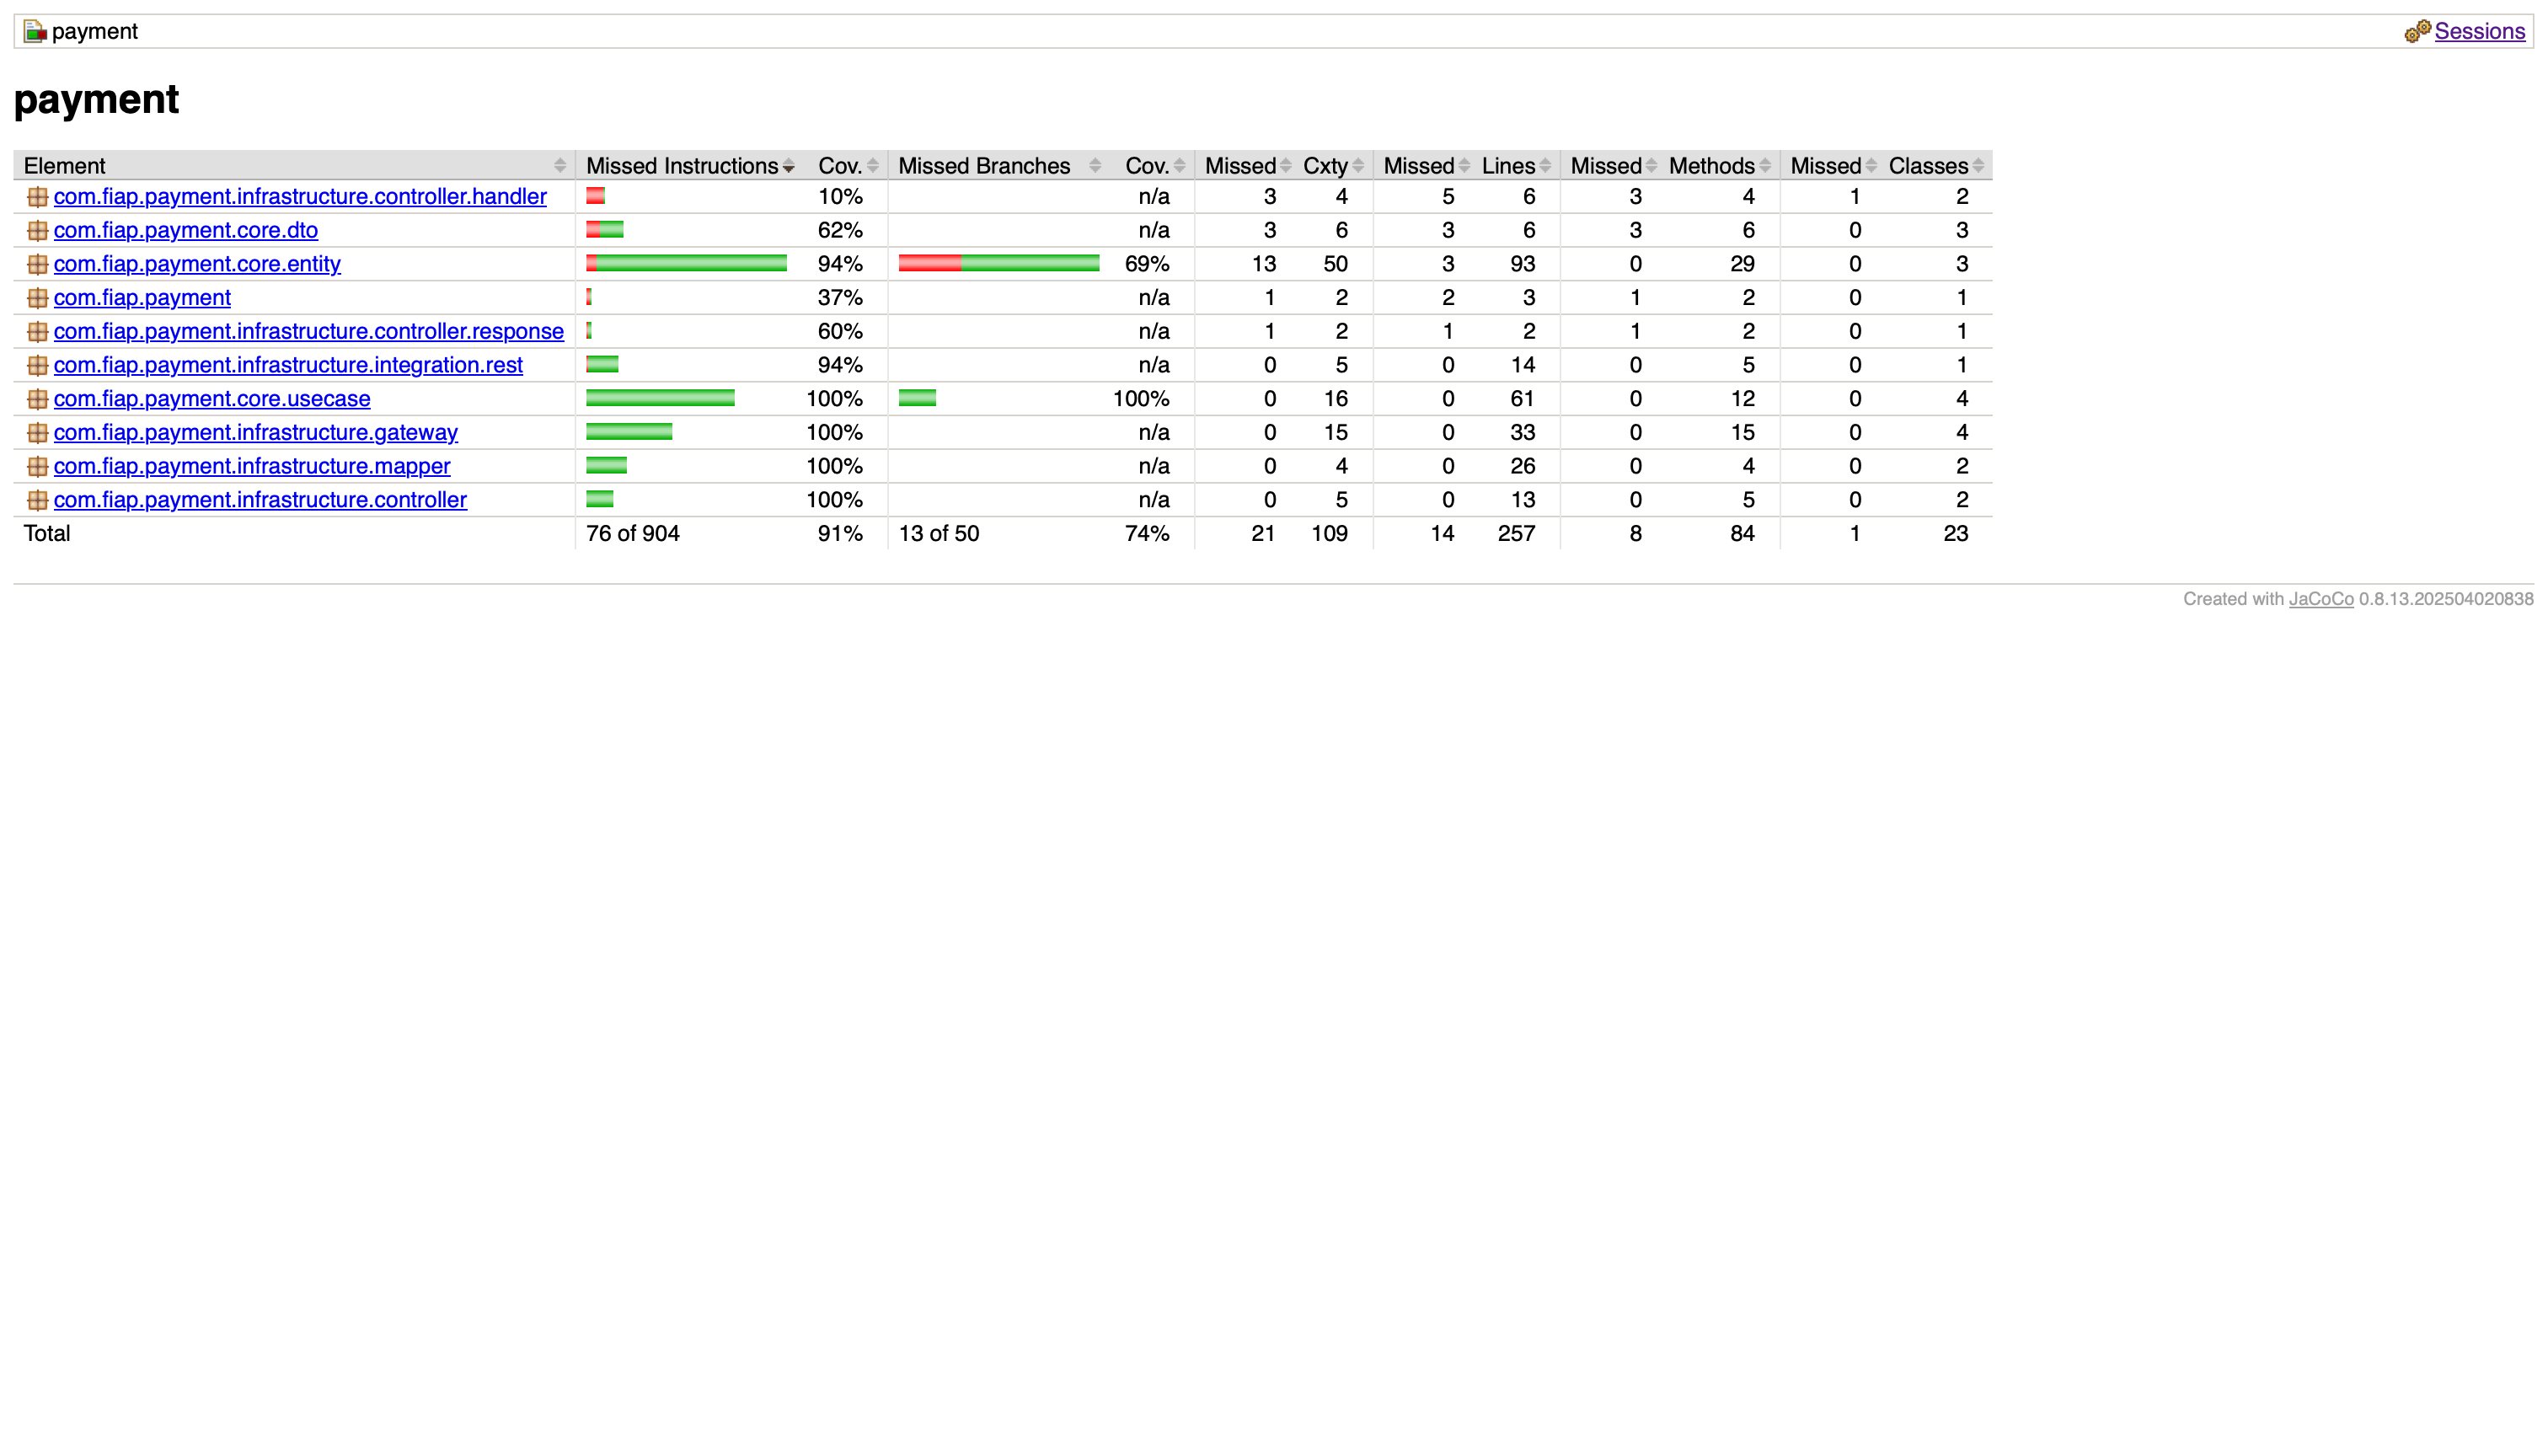 payment Sessions
payment
Element Missed Instructions Cov. Missed Branches Cov. Missed Cxty Missed Lines Missed Methods Missed Classes
com.fiap.payment.infrastructure.controller.handler 10% n/a 3 4 5 6 3 4 1 2
com.fiap.payment.core.dto 62% n/a 3 6 3 6 3 6 0 3
com.fiap.payment.core.entity 94% 69% 13 50 3 93 0 29 0 3
com.fiap.payment 37% n/a 1 2 2 3 1 2 0 1
com.fiap.payment.infrastructure.controller.response 60% n/a 1 2 1 2 1 2 0 1
com.fiap.payment.infrastructure.integration.rest 94% n/a 0 5 0 14 0 5 0 1
com.fiap.payment.core.usecase 100% 100% 0 16 0 61 0 12 0 4
com.fiap.payment.infrastructure.gateway 100% n/a 0 15 0 33 0 15 0 4
com.fiap.payment.infrastructure.mapper 100% n/a 0 4 0 26 0 4 0 2
com.fiap.payment.infrastructure.controller 100% n/a 0 5 0 13 0 5 0 2
Total 76 of 904 91% 13 of 50 74% 21 109 14 257 8 84 1 23
Created with JaCoCo 0.8.13.202504020838